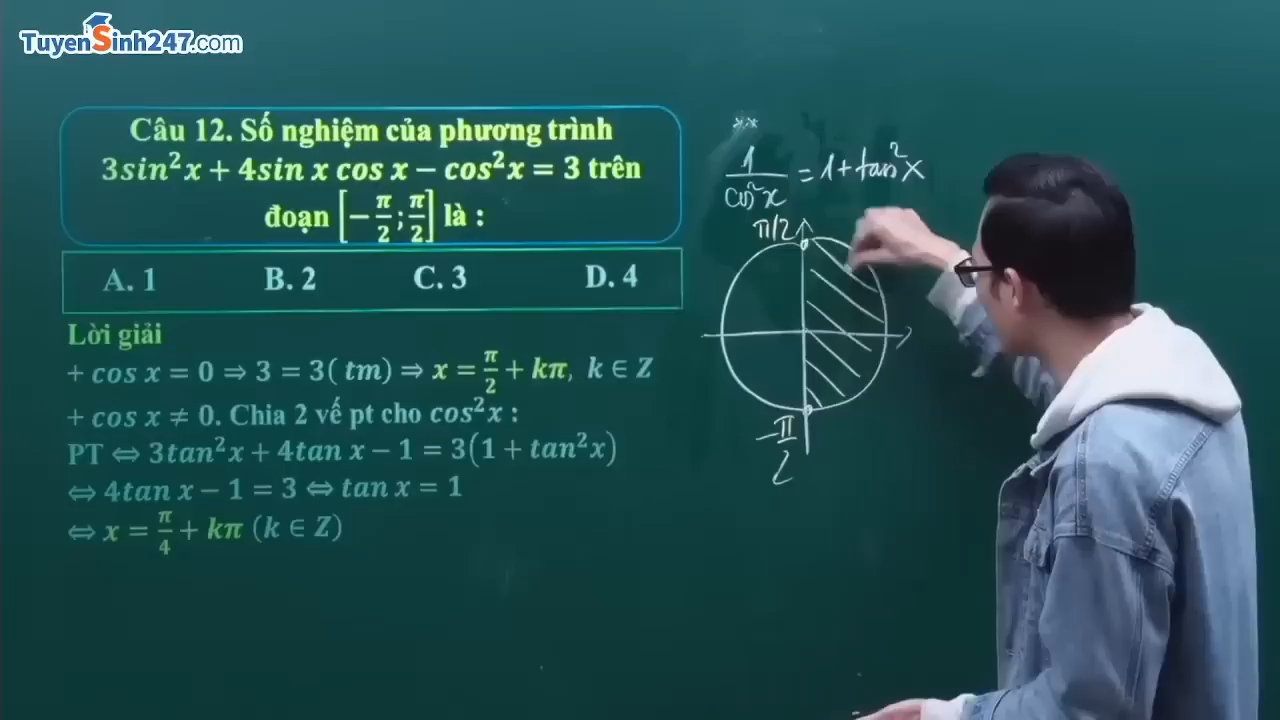 TuyenSinh247.com
Câu 12. Số nghiệm của phương trình
3sin²x + 4sin x cos x − cos²x = 3 trên
đoạn [−π/2; π/2] là :
A. 1 B. 2 C. 3 D. 4
Lời giải
+ cos x = 0 ⇒ 3 = 3( tm) ⇒ x = π/2 + kπ, k ∈ Z
+ cos x ≠ 0. Chia 2 vế pt cho cos²x :
PT ⇔ 3tan²x + 4tan x − 1 = 3(1 + tan²x)
⇔ 4tan x − 1 = 3 ⇔ tan x = 1
⇔ x = π/4 + kπ (k ∈ Z)
1/cos²x = 1 + tan²x
π/2
−π/2